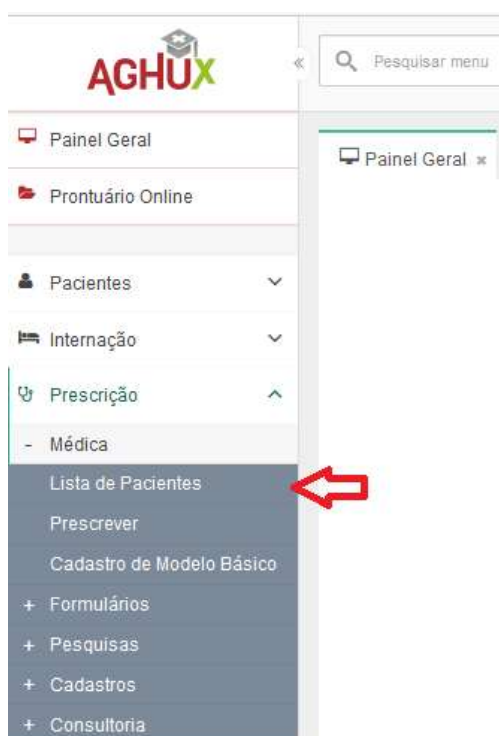 AGHUX
Pesquisar menu
Painel Geral
Painel Geral
Prontuário Online
Pacientes
Internação
Prescrição
- Médica
Lista de Pacientes
Prescrever
Cadastro de Modelo Básico
+ Formulários
+ Pesquisas
+ Cadastros
+ Consultoria